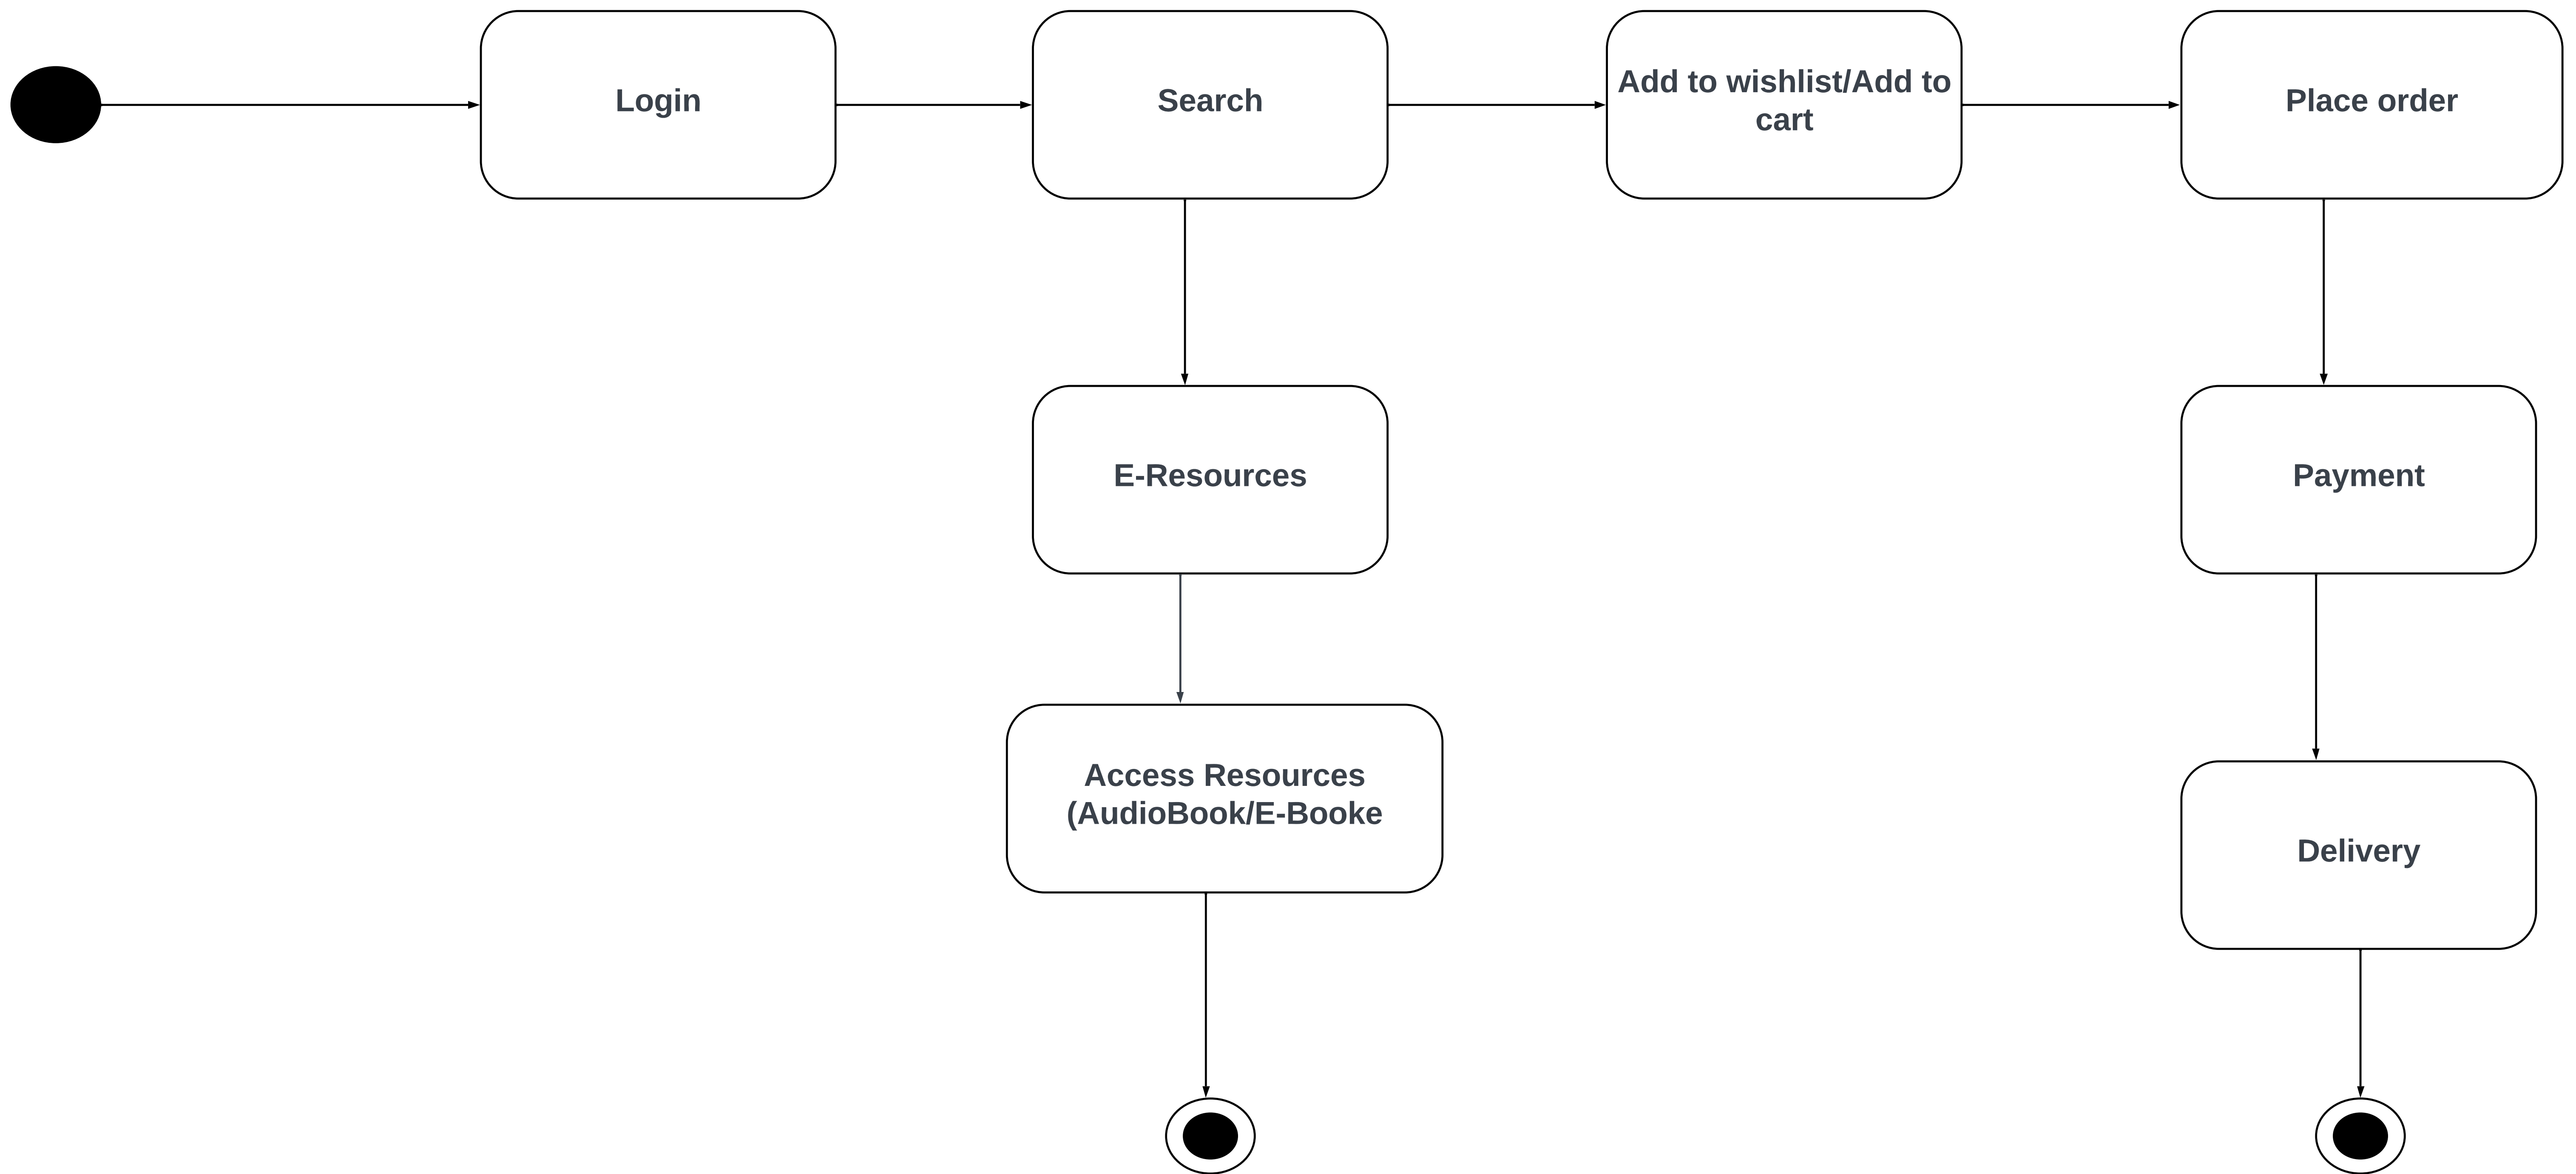 Login
Search
Add to wishlist/Add to
cart
Place order
E-Resources
Payment
Access Resources
(AudioBook/E-Booke
Delivery